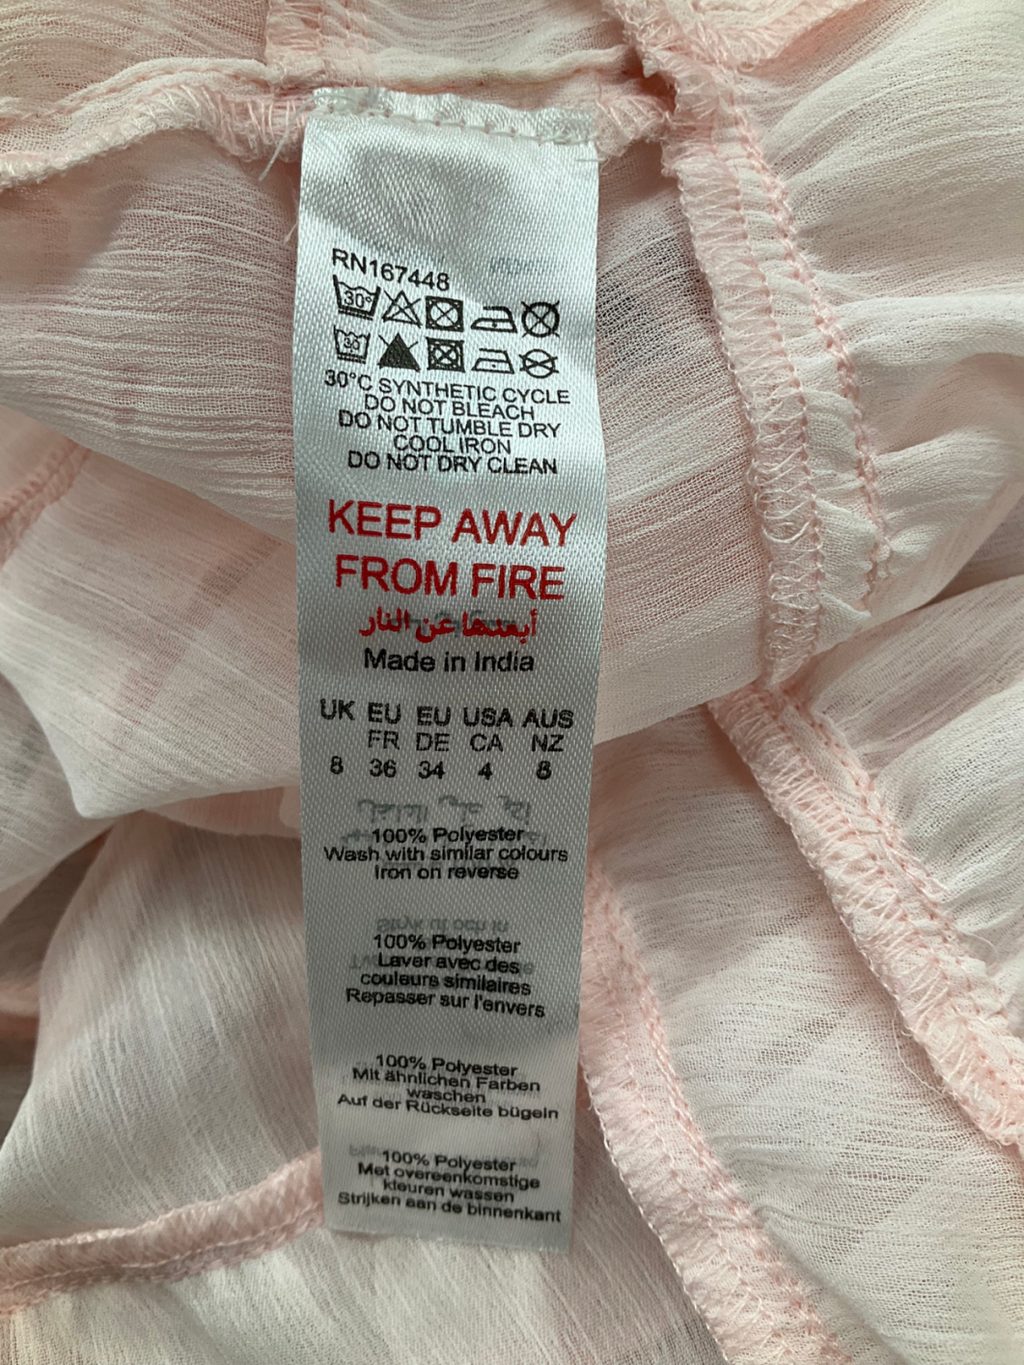 RN167448
30°
30
30°C SYNTHETIC CYCLE
DO NOT BLEACH
DO NOT TUMBLE DRY
COOL IRON
DO NOT DRY CLEAN
KEEP AWAY
FROM FIRE
أبعدها عن النار
Made in India
UK EU EU USA AUS
FR DE CA NZ
8 36 34 4 8
100% Polyester
Wash with similar colours
Iron on reverse
100% Polyester
Laver avec des
couleurs similaires
Repasser sur l'envers
100% Polyester
Mit ähnlichen Farben
waschen
Auf der Rückseite bügeln
100% Polyester
Met overeenkomstige
kleuren wassen
Strijken aan de binnenkant